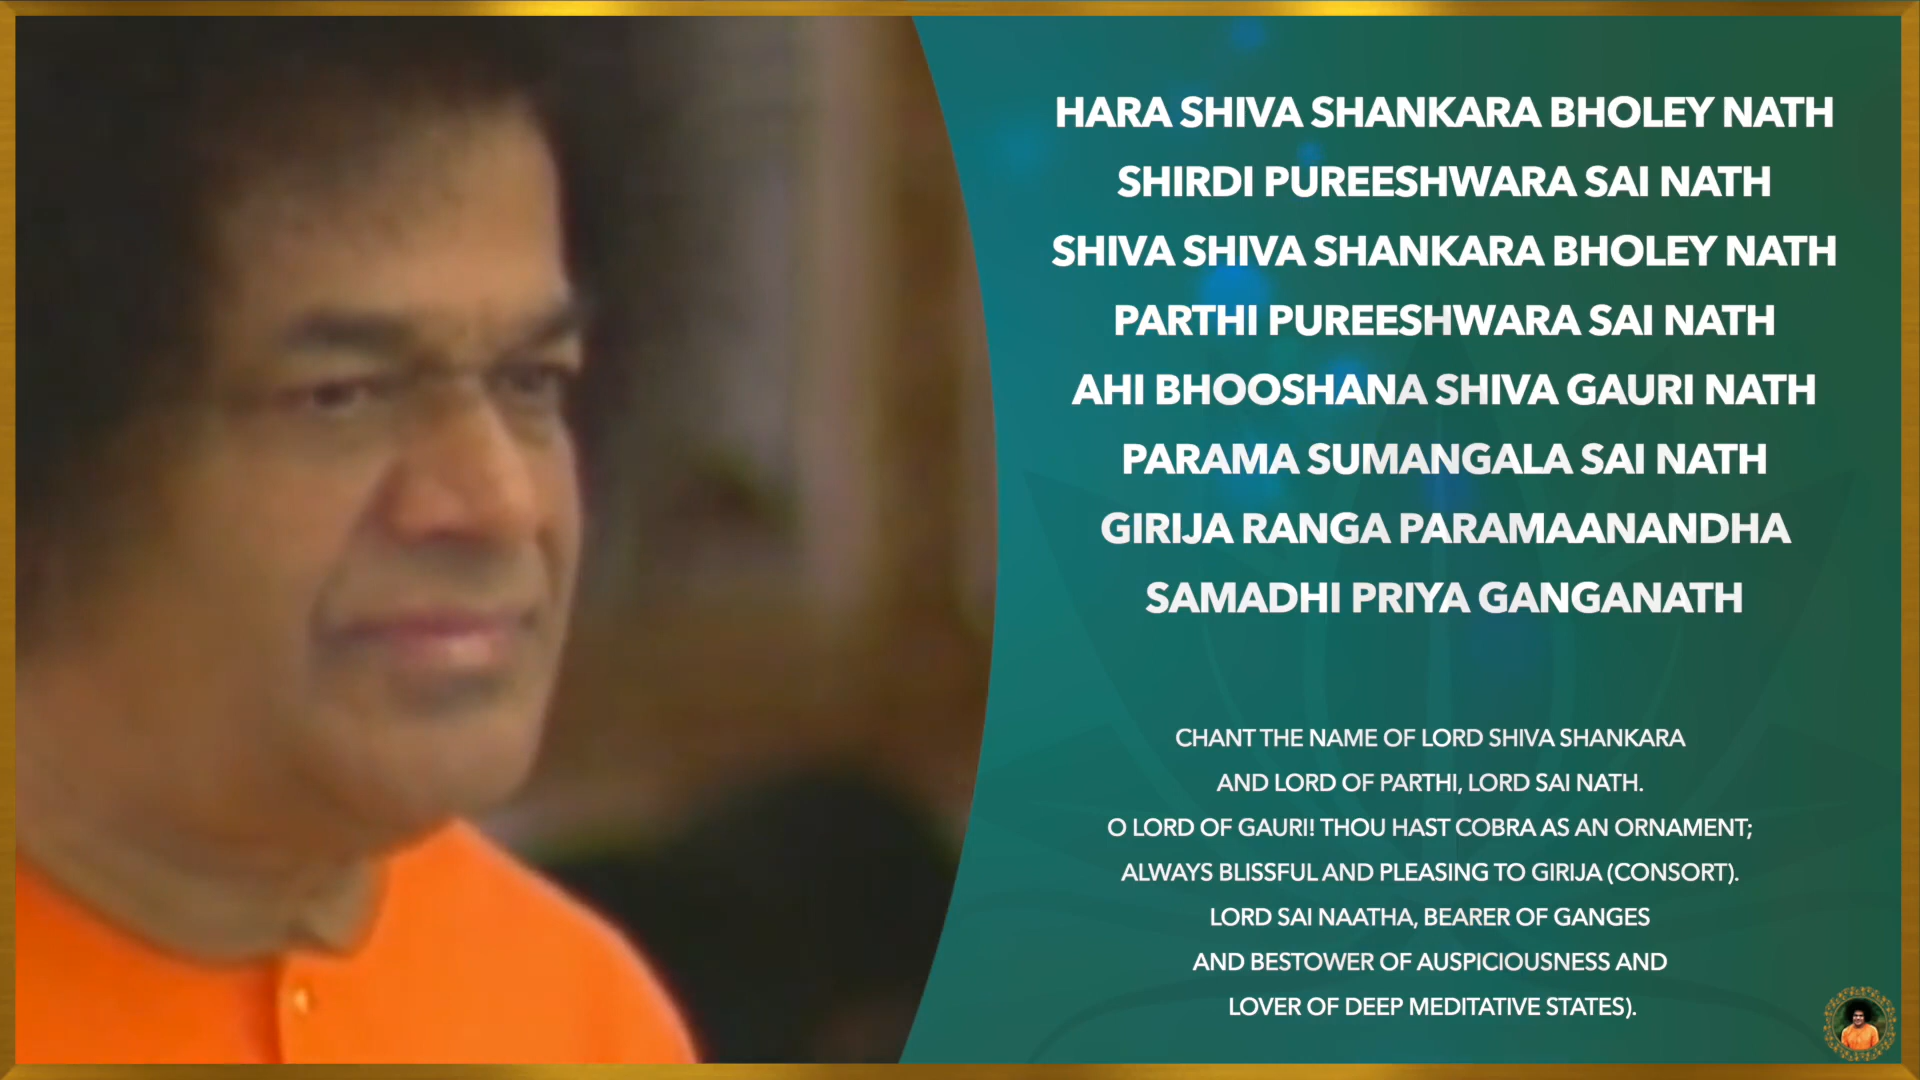 HARA SHIVA SHANKARA BHOLEY NATH
SHIRDI PUREESHWARA SAI NATH
SHIVA SHIVA SHANKARA BHOLEY NATH
PARTHI PUREESHWARA SAI NATH
AHI BHOOSHANA SHIVA GAURI NATH
PARAMA SUMANGALA SAI NATH
GIRIJA RANGA PARAMAANANDHA
SAMADHI PRIYA GANGANATH
CHANT THE NAME OF LORD SHIVA SHANKARA
AND LORD OF PARTHI, LORD SAI NATH.
O LORD OF GAURI! THOU HAST COBRA AS AN ORNAMENT;
ALWAYS BLISSFUL AND PLEASING TO GIRIJA (CONSORT).
LORD SAI NAATHA, BEARER OF GANGES
AND BESTOWER OF AUSPICIOUSNESS AND
LOVER OF DEEP MEDITATIVE STATES).